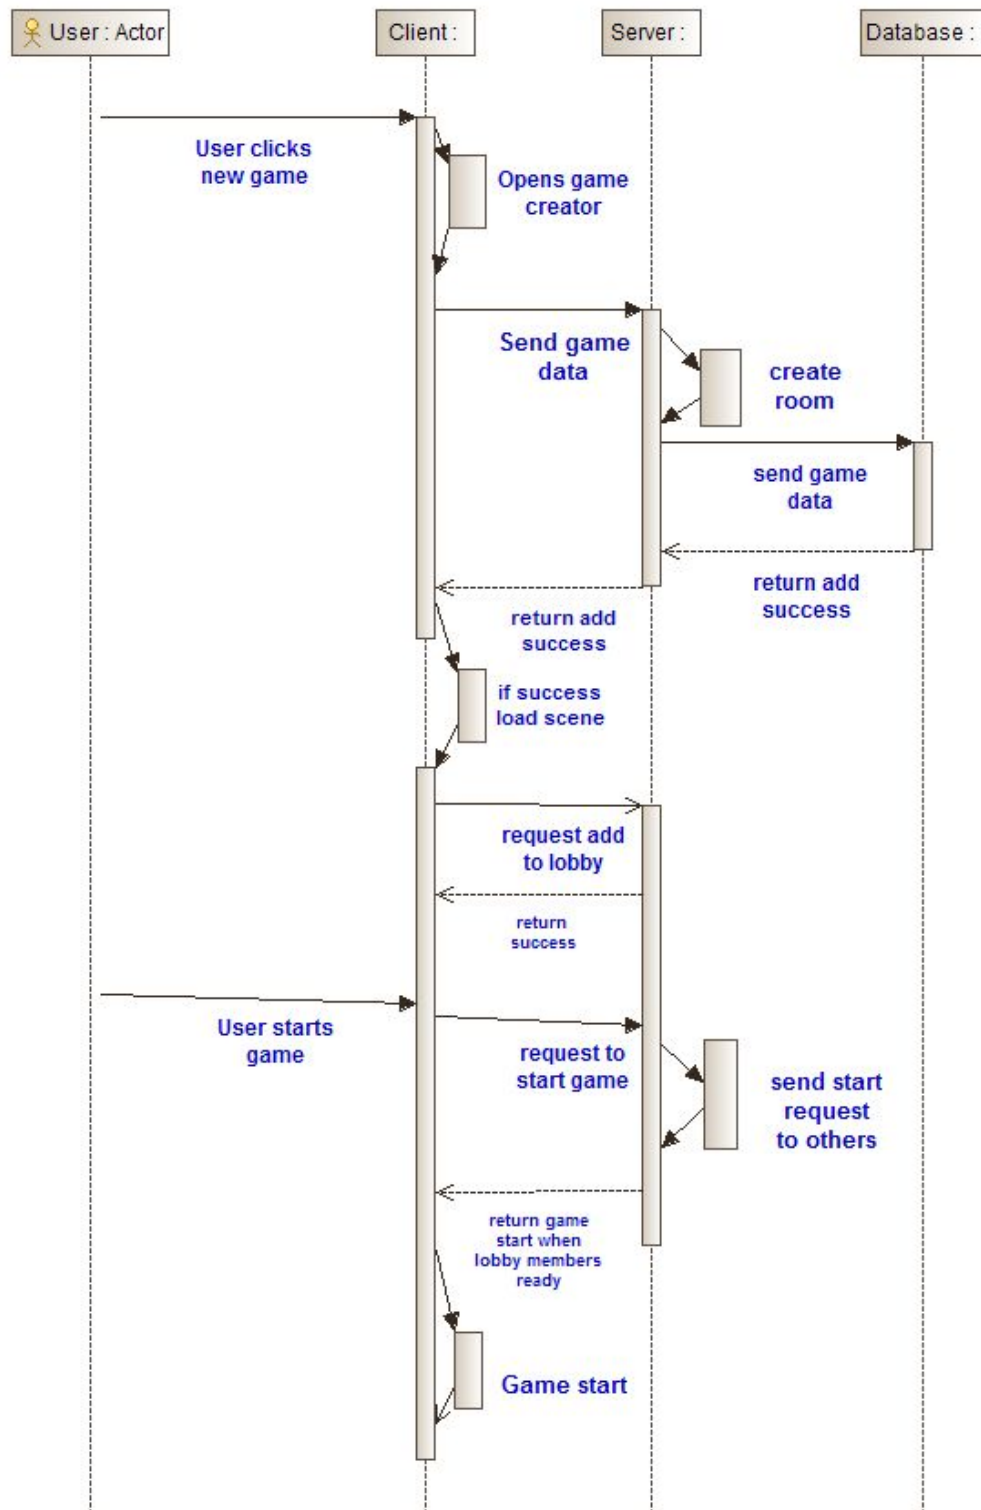 User : Actor
Client :
Server :
Database :
User clicks
new game
Opens game
creator
Send game
data
create
room
send game
data
return add
success
return add
success
if success
load scene
request add
to lobby
return
success
User starts
game
request to
start game
send start
request
to others
return game
start when
lobby members
ready
Game start